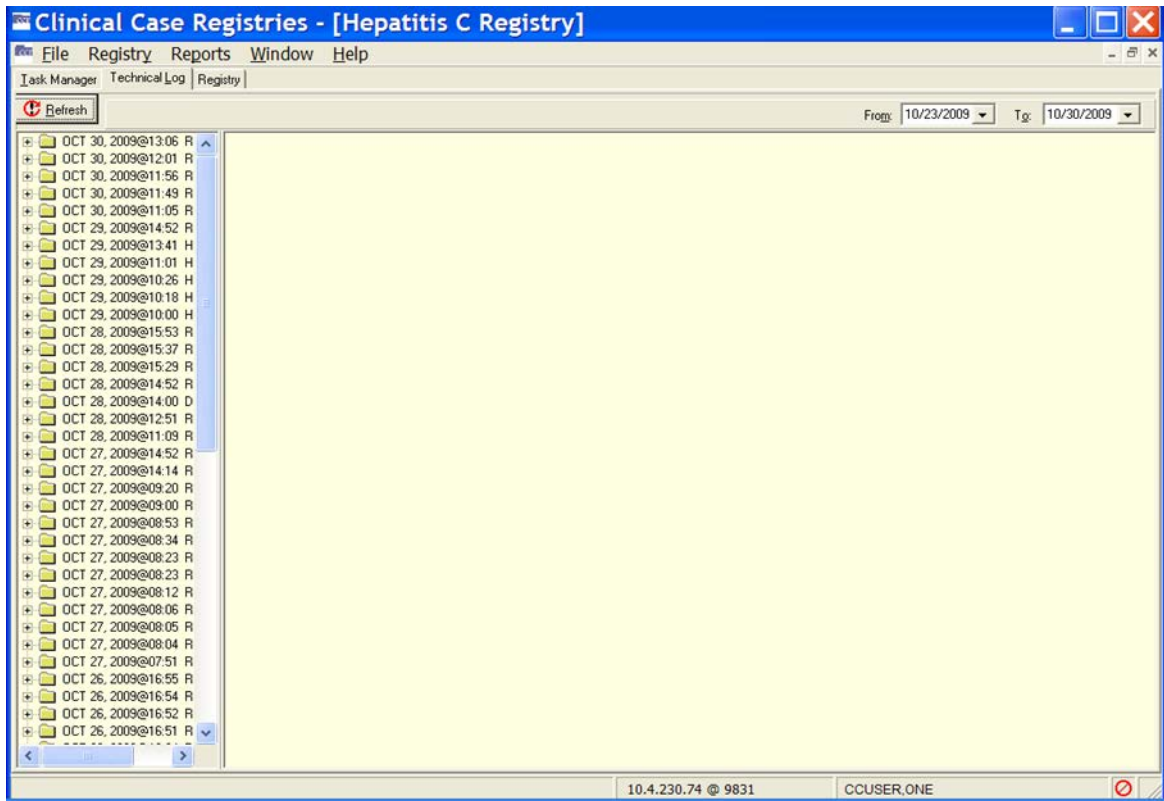 Clinical Case Registries - [Hepatitis C Registry]
File Registry Reports Window Help
Task Manager Technical Log Registry
Refresh From: 10/23/2009 To: 10/30/2009
OCT 30, 2009@13:06 R
OCT 30, 2009@12:01 R
OCT 30, 2009@11:56 R
OCT 30, 2009@11:49 R
OCT 30, 2009@11:05 R
OCT 29, 2009@14:52 R
OCT 29, 2009@13:41 H
OCT 29, 2009@11:01 H
OCT 29, 2009@10:26 H
OCT 29, 2009@10:18 H
OCT 29, 2009@10:00 H
OCT 28, 2009@15:53 R
OCT 28, 2009@15:37 R
OCT 28, 2009@15:29 R
OCT 28, 2009@14:52 R
OCT 28, 2009@14:00 D
OCT 28, 2009@12:51 R
OCT 28, 2009@11:09 R
OCT 27, 2009@14:52 R
OCT 27, 2009@14:14 R
OCT 27, 2009@09:20 R
OCT 27, 2009@09:00 R
OCT 27, 2009@08:53 R
OCT 27, 2009@08:34 R
OCT 27, 2009@08:23 R
OCT 27, 2009@08:23 R
OCT 27, 2009@08:12 R
OCT 27, 2009@08:06 R
OCT 27, 2009@08:05 R
OCT 27, 2009@08:04 R
OCT 27, 2009@07:51 R
OCT 26, 2009@16:55 R
OCT 26, 2009@16:54 R
OCT 26, 2009@16:52 R
OCT 26, 2009@16:51 R
10.4.230.74 @ 9831 CCUSER,ONE